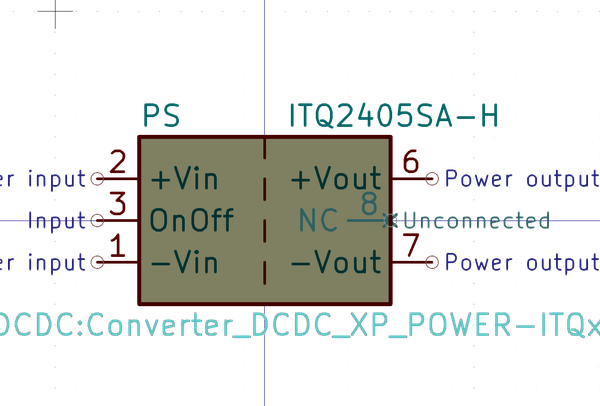 PS ITQ2405SA-H
er input 2 +Vin +Vout 6 Power output
Input 3 OnOff NC 8 Unconnected
er input 1 -Vin -Vout 7 Power output
DCDC:Converter_DCDC_XP_POWER-ITQx